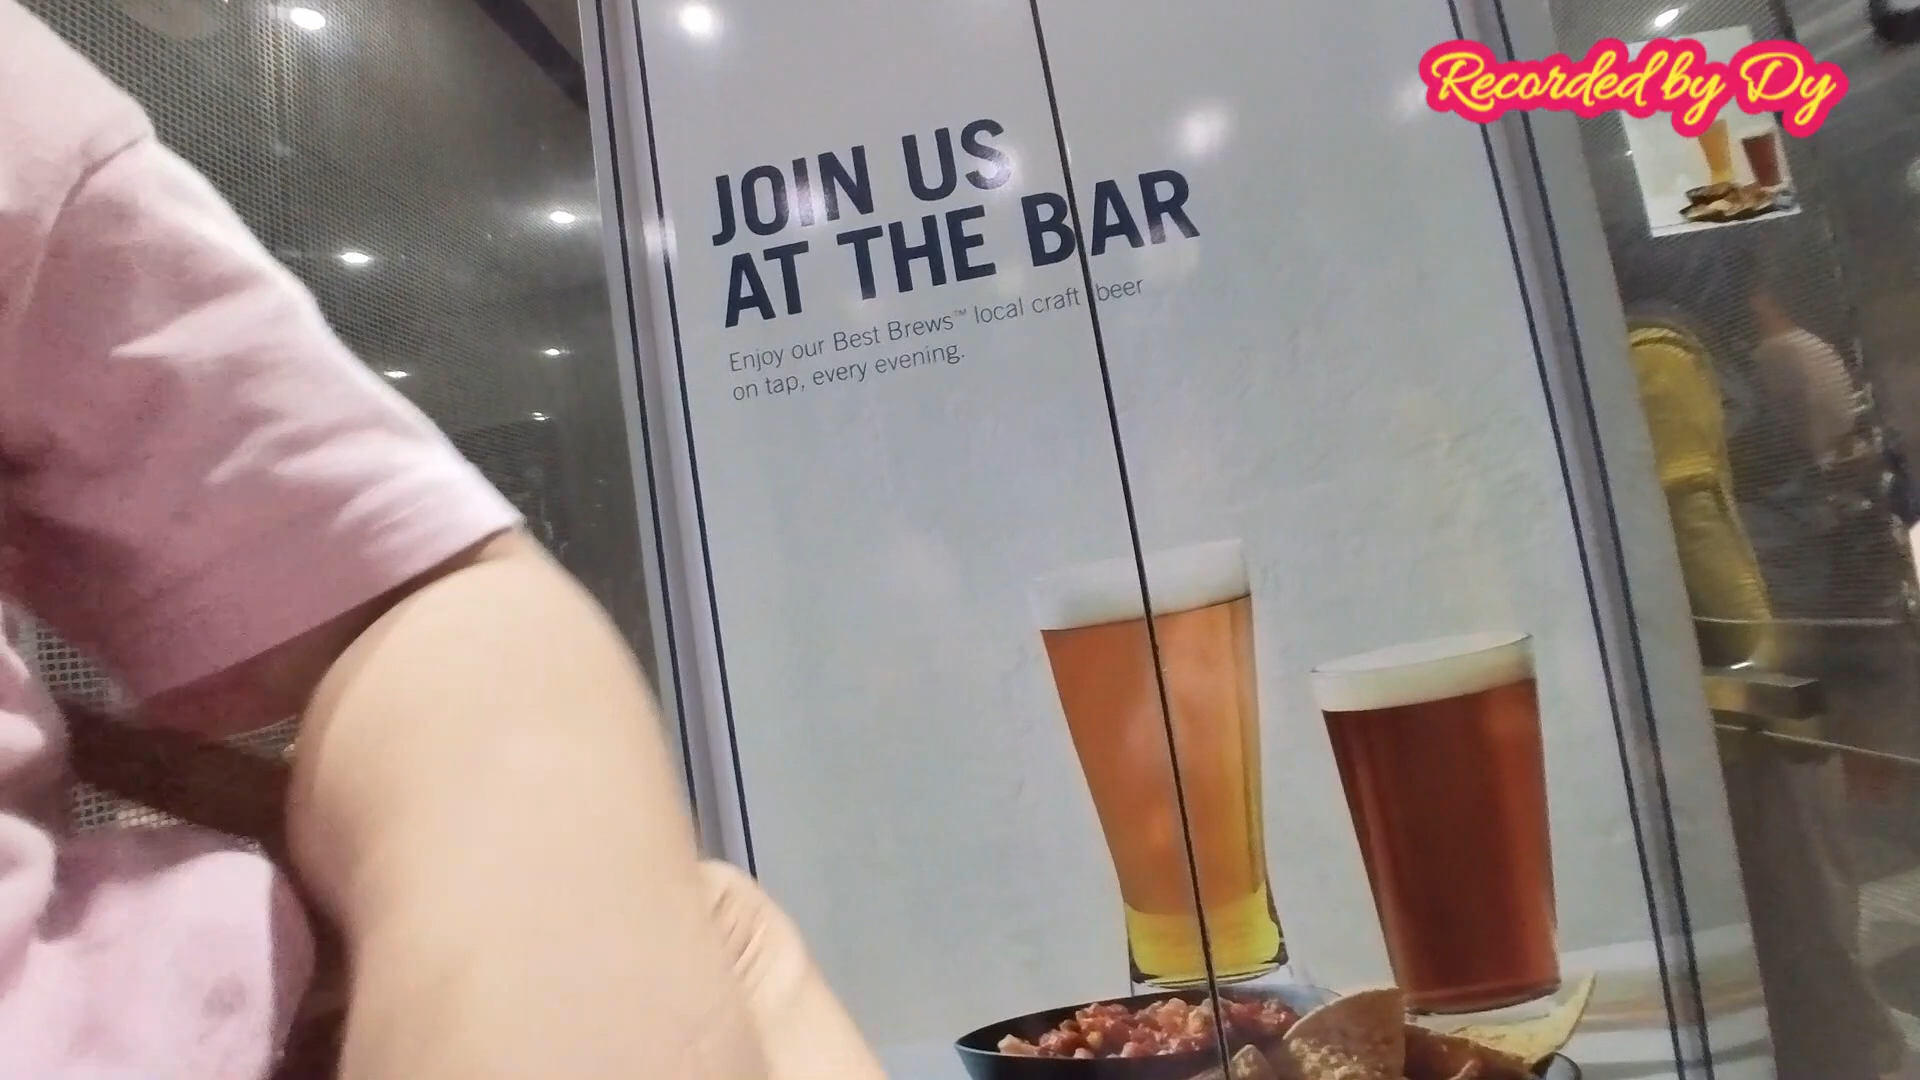 Recorded by Dy
JOIN US
AT THE BAR
Enjoy our Best Brews™ local craft beer
on tap, every evening.